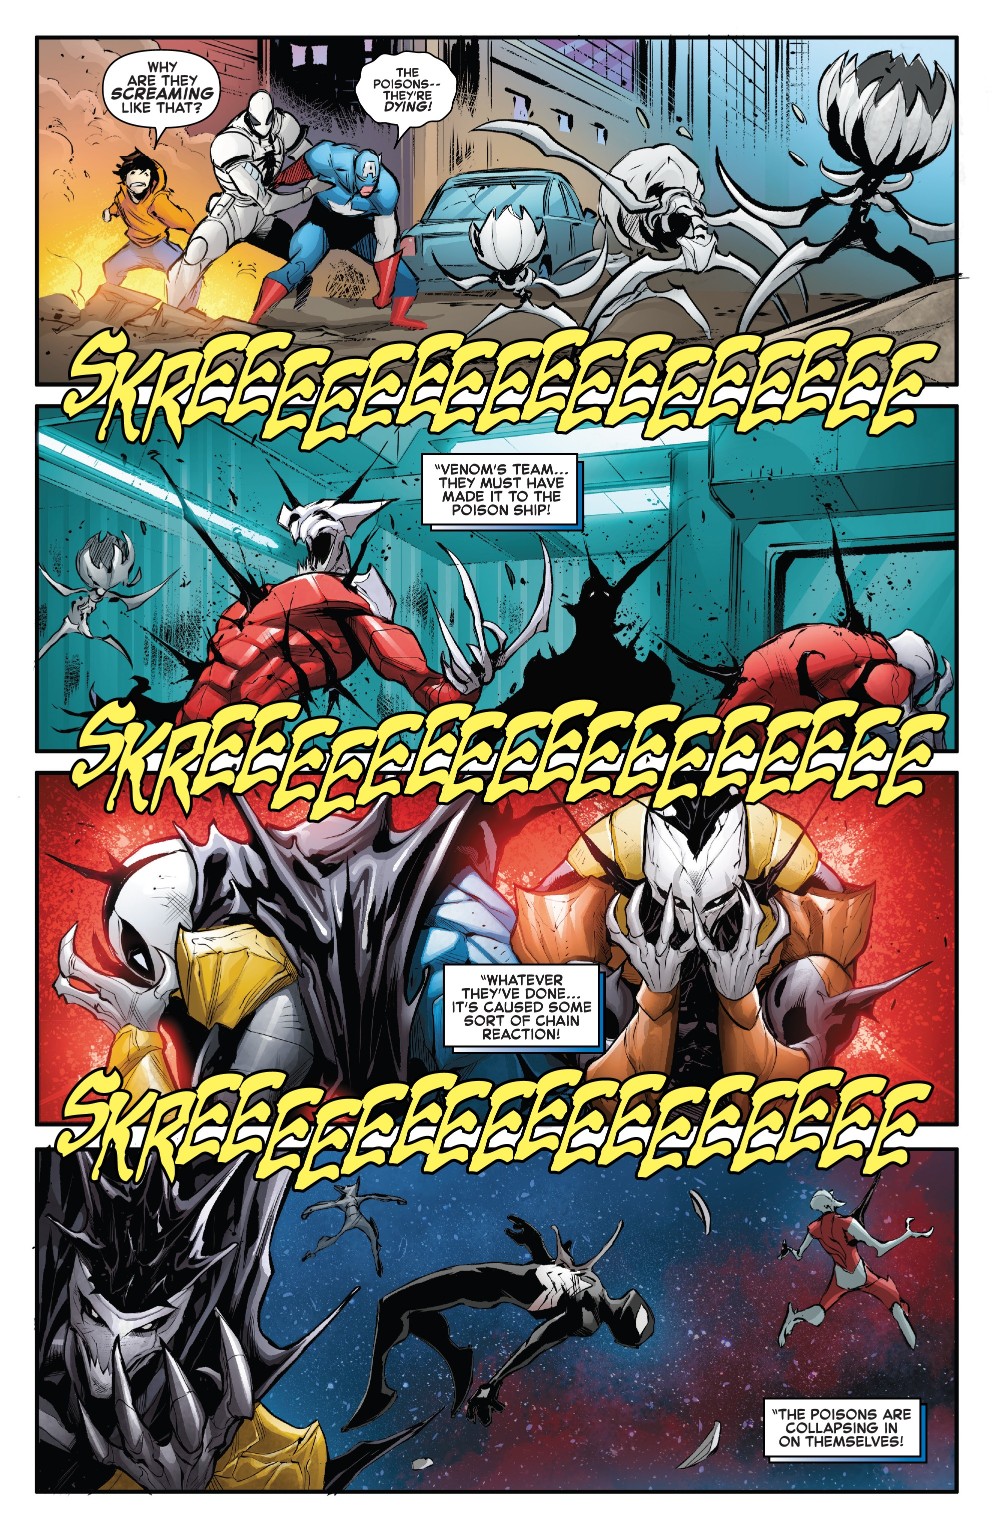 WHY
ARE THEY
SCREAMING
LIKE THAT?
THE
POISONS--
THEY'RE
DYING!
A
SKREEEEEEEEEEEEEEEEEE
"VENOM'S TEAM...
THEY MUST HAVE
MADE IT TO THE
POISON SHIP!
SKREEEEEEEEEEEEEEEEEE
"WHATEVER
THEY'VE DONE...
IT'S CAUSED SOME
SORT OF CHAIN
REACTION!
SKREEEEEEEEEEEEEEEEEE
"THE POISONS ARE
COLLAPSING IN
ON THEMSELVES!